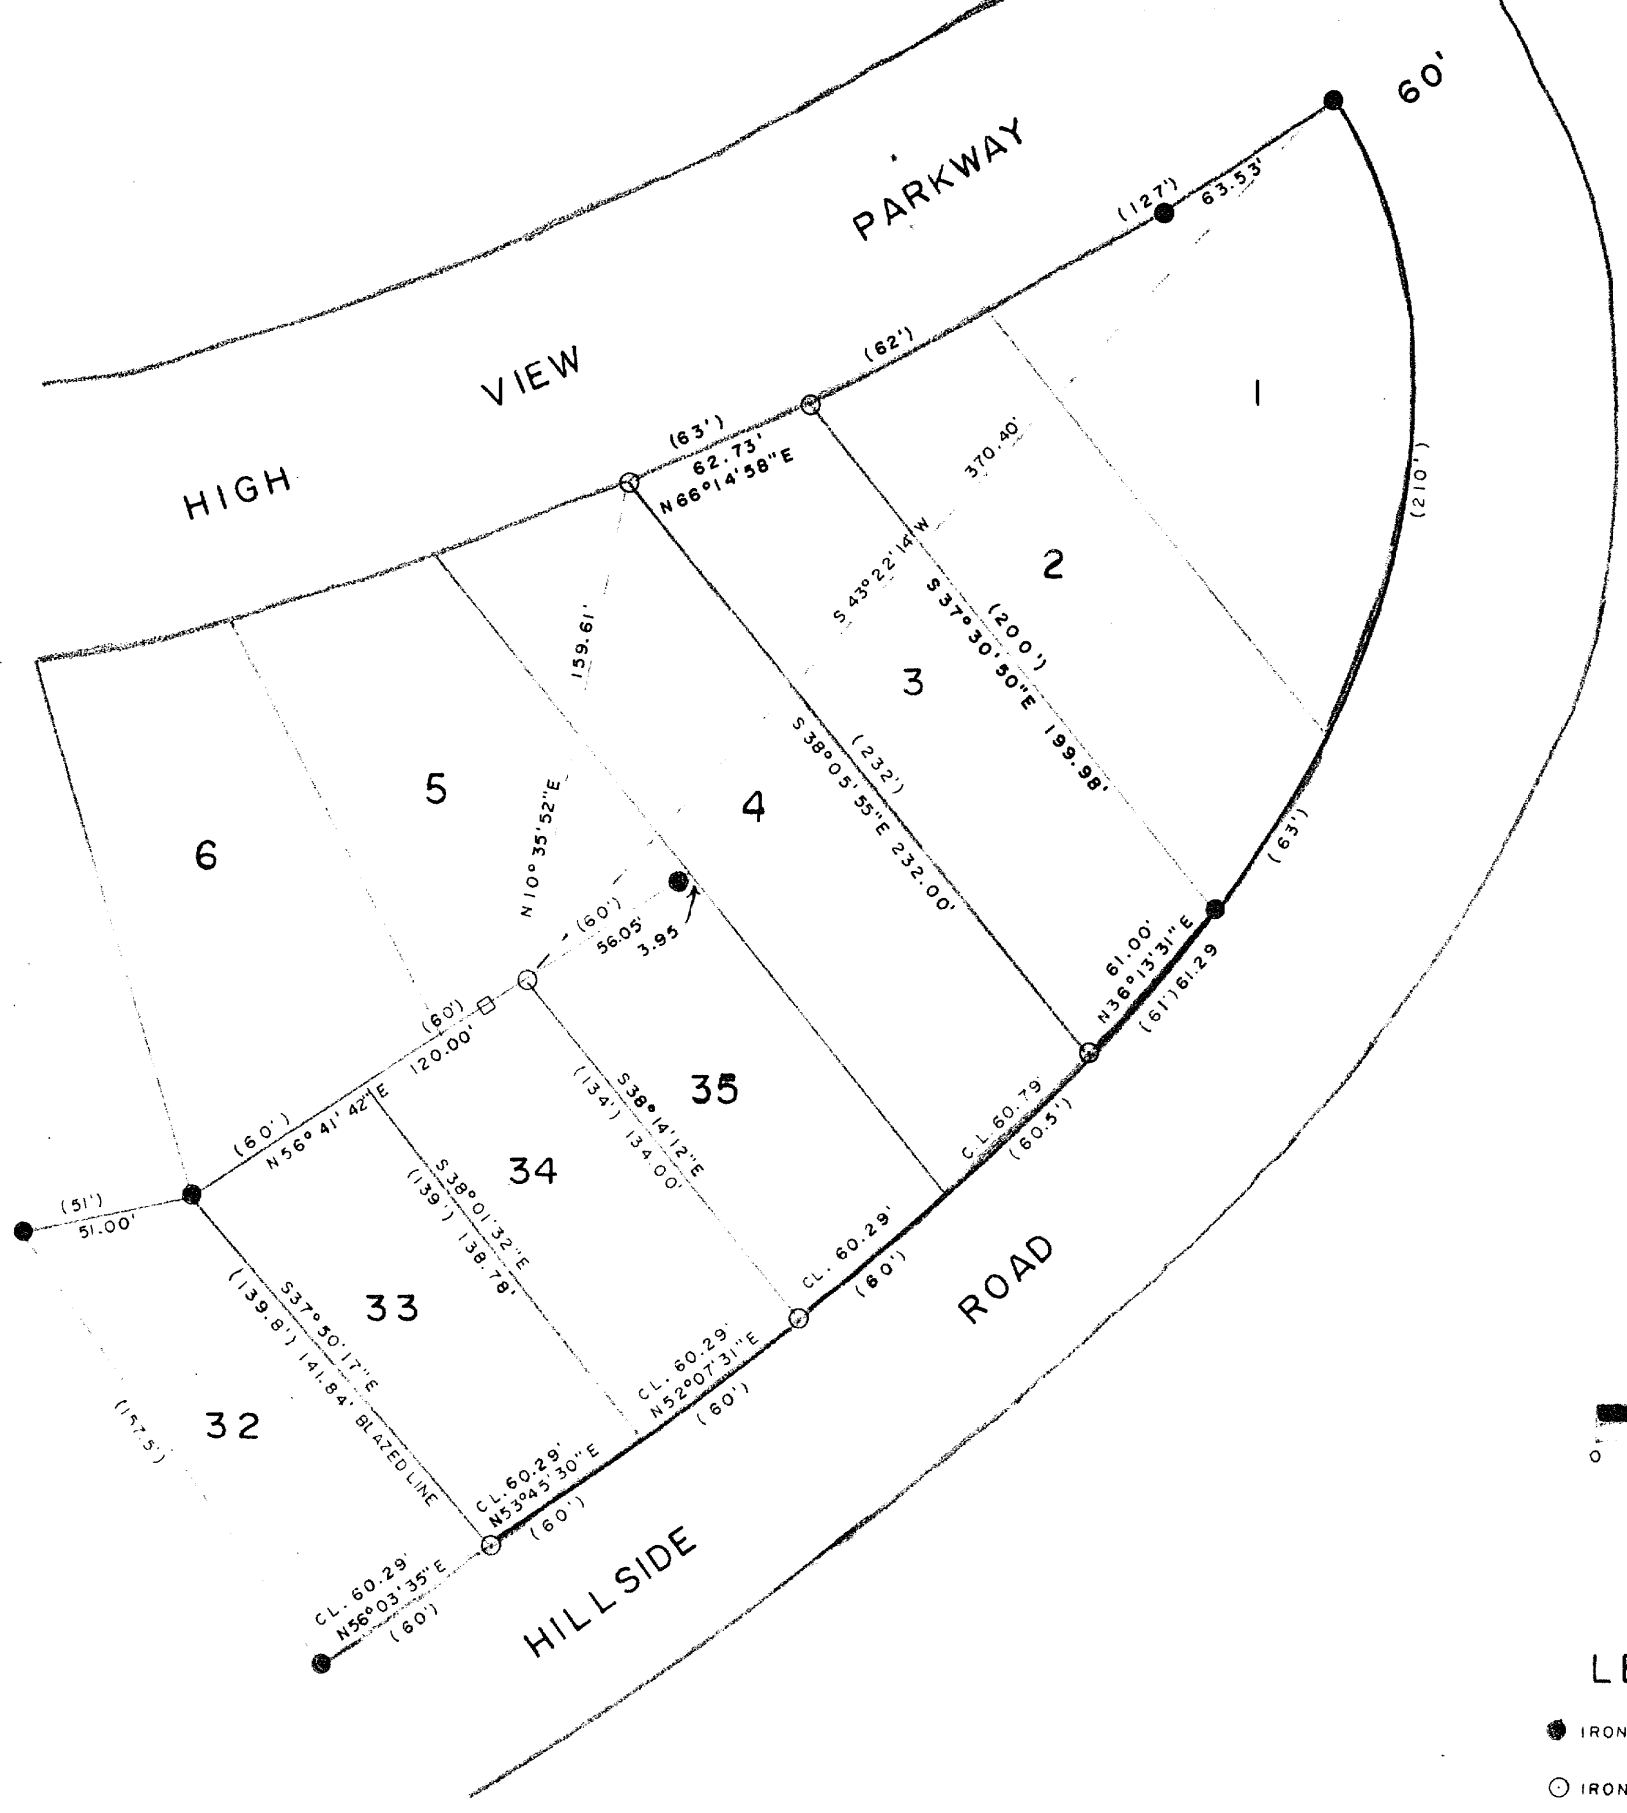 60'
PARKWAY
(127')
63.53'
VIEW
(62')
HIGH
(63')
62.73'
N66°14'58"E
1
370.40'
(210')
S 43°22'14"W
2
S 37°30'50"E 199.98'
(200')
159.61'
3
(232')
S 38°05'55"E 232.00'
5
4
6
(63')
N10° 35'52"E
(60')
56.05'
3.95
61.00'
N36°13'31"E
(61') 61.29
(60')
120.00'
35
S38°14'12"E
(134') 134.00'
C.L. 60.79'
(60.5')
(60')
N56° 41' 42" E
34
S 38°01'32"E
(139') 138.78'
(51')
51.00'
CL. 60.29'
(60')
ROAD
33
S37°50'17"E
(139.8') 141.84' BLAZED LINE
CL. 60.29'
N52°07'31"E
(60')
32
(157.5')
CL. 60.29'
N53°45'30"E
(60')
0
CL. 60.29'
N56°03'35"E
(60')
HILLSIDE
LE
IRON
IRON